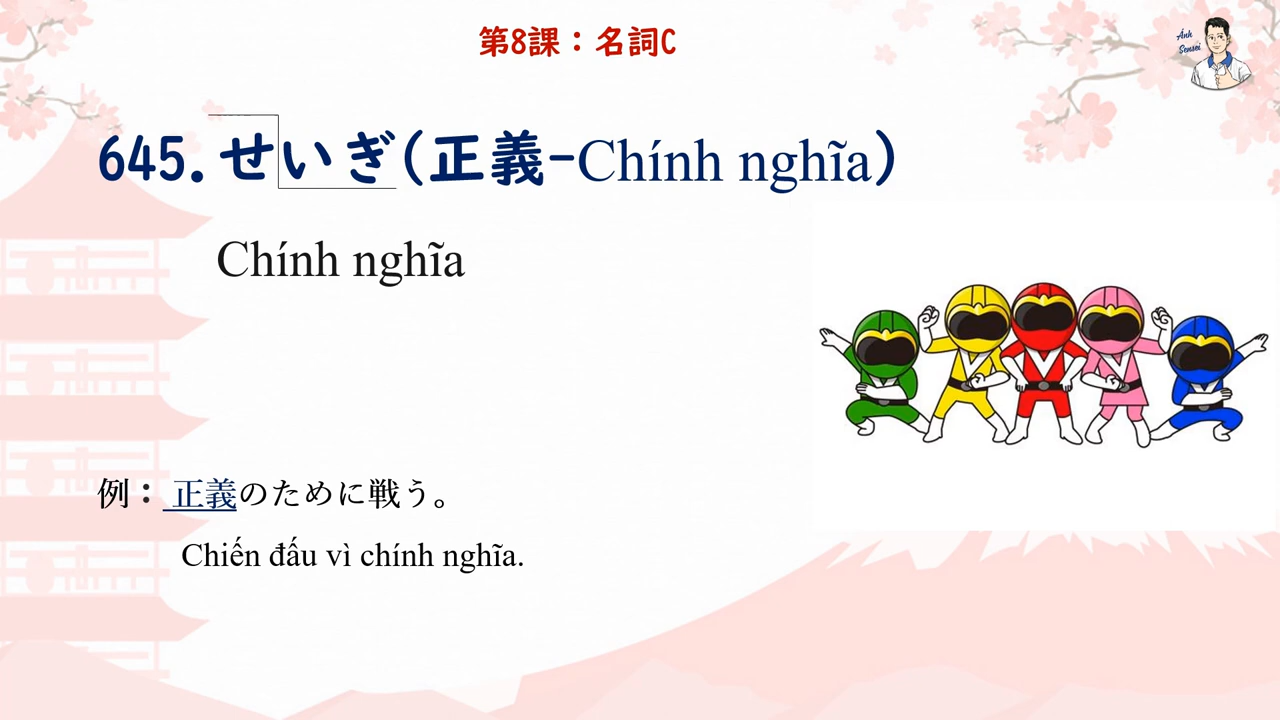 第8課：名詞C
Anh
Sensei
645. せいぎ(正義-Chính nghĩa)
Chính nghĩa
例： 正義のために戦う。
Chiến đấu vì chính nghĩa.